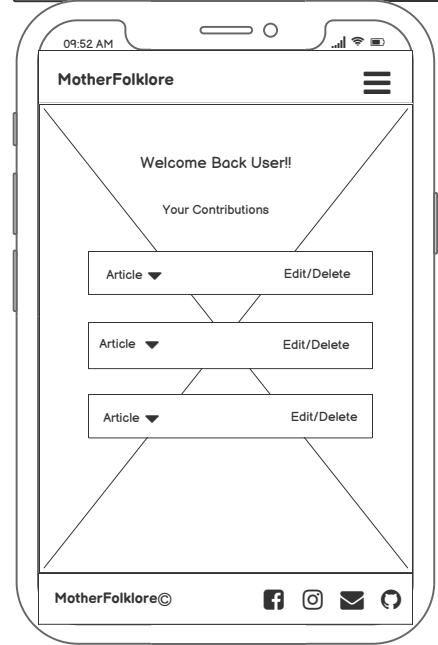 09:52 AM
MotherFolklore
Welcome Back User!!
Your Contributions
Article Edit/Delete
Article Edit/Delete
Article Edit/Delete
MotherFolklore©